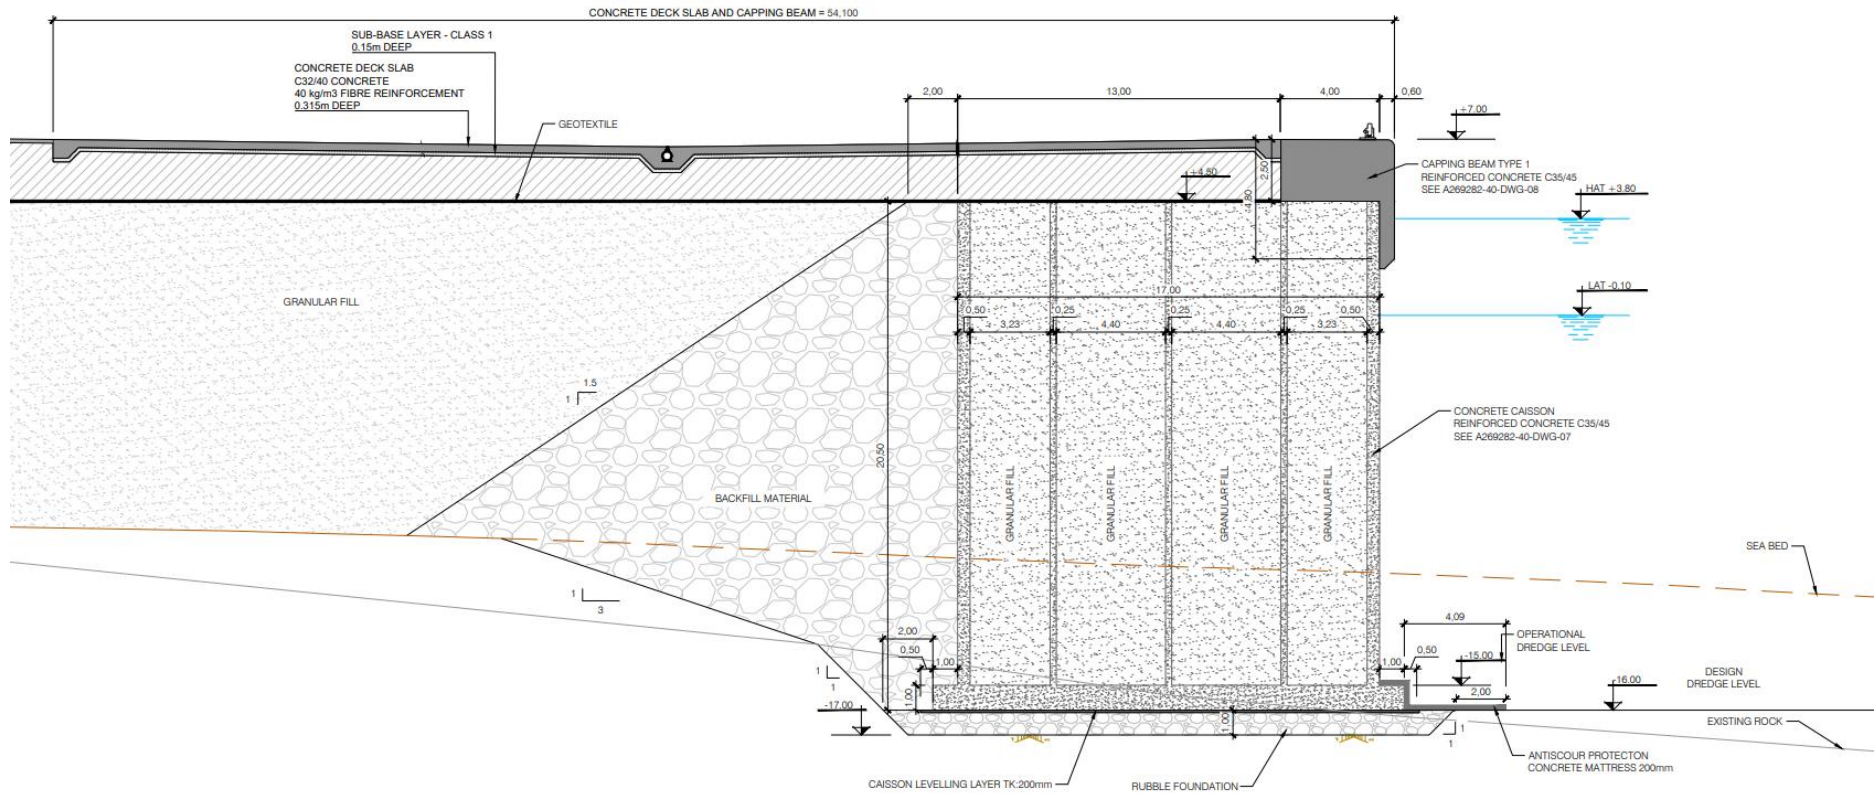 CONCRETE DECK SLAB AND CAPPING BEAM = 54,100
SUB-BASE LAYER - CLASS 1
0.15m DEEP
CONCRETE DECK SLAB
C32/40 CONCRETE
40 kg/m3 FIBRE REINFORCEMENT
0.315m DEEP
GEOTEXTILE
2,00
13,00
4,00
0,60
+7.00
CAPPING BEAM TYPE 1
REINFORCED CONCRETE C35/45
SEE A269282-40-DWG-08
2,50
4,80
+4.50
HAT +3.80
LAT -0.10
GRANULAR FILL
17,00
0,50
3,23
0,25
4,40
0,25
4,40
0,25
3,23
0,50
1.5
1
CONCRETE CAISSON
REINFORCED CONCRETE C35/45
SEE A269282-40-DWG-07
20,50
BACKFILL MATERIAL
GRANULAR FILL
GRANULAR FILL
GRANULAR FILL
GRANULAR FILL
SEA BED
1
3
2,00
0,50
1,00
1,00
1
1
-17.00
4,09
OPERATIONAL
DREDGE LEVEL
1,00
0,50
-15.00
2,00
DESIGN
DREDGE LEVEL
-16.00
EXISTING ROCK
1,00
1
1
ANTISCOUR PROTECTON
CONCRETE MATTRESS 200mm
CAISSON LEVELLING LAYER TK:200mm
RUBBLE FOUNDATION